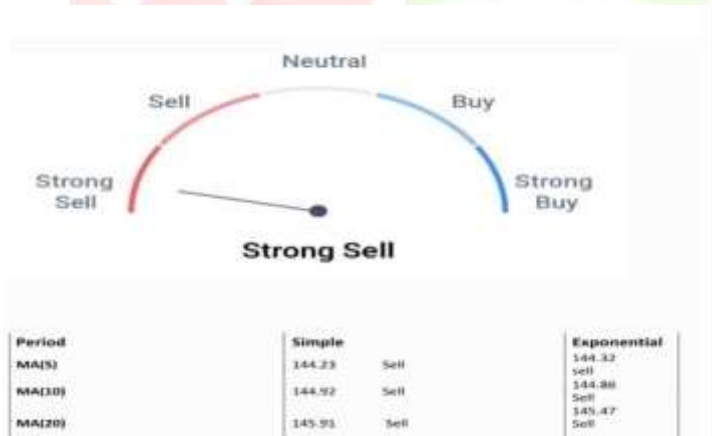 Neutral
Sell
Buy
Strong
Sell
Strong
Buy
Strong Sell
Period Simple Exponential
MA(5) 144.23 Sell 144.32
sell
MA(10) 144.92 Sell 144.86
Sell
MA(20) 145.91 Sell 145.47
Sell